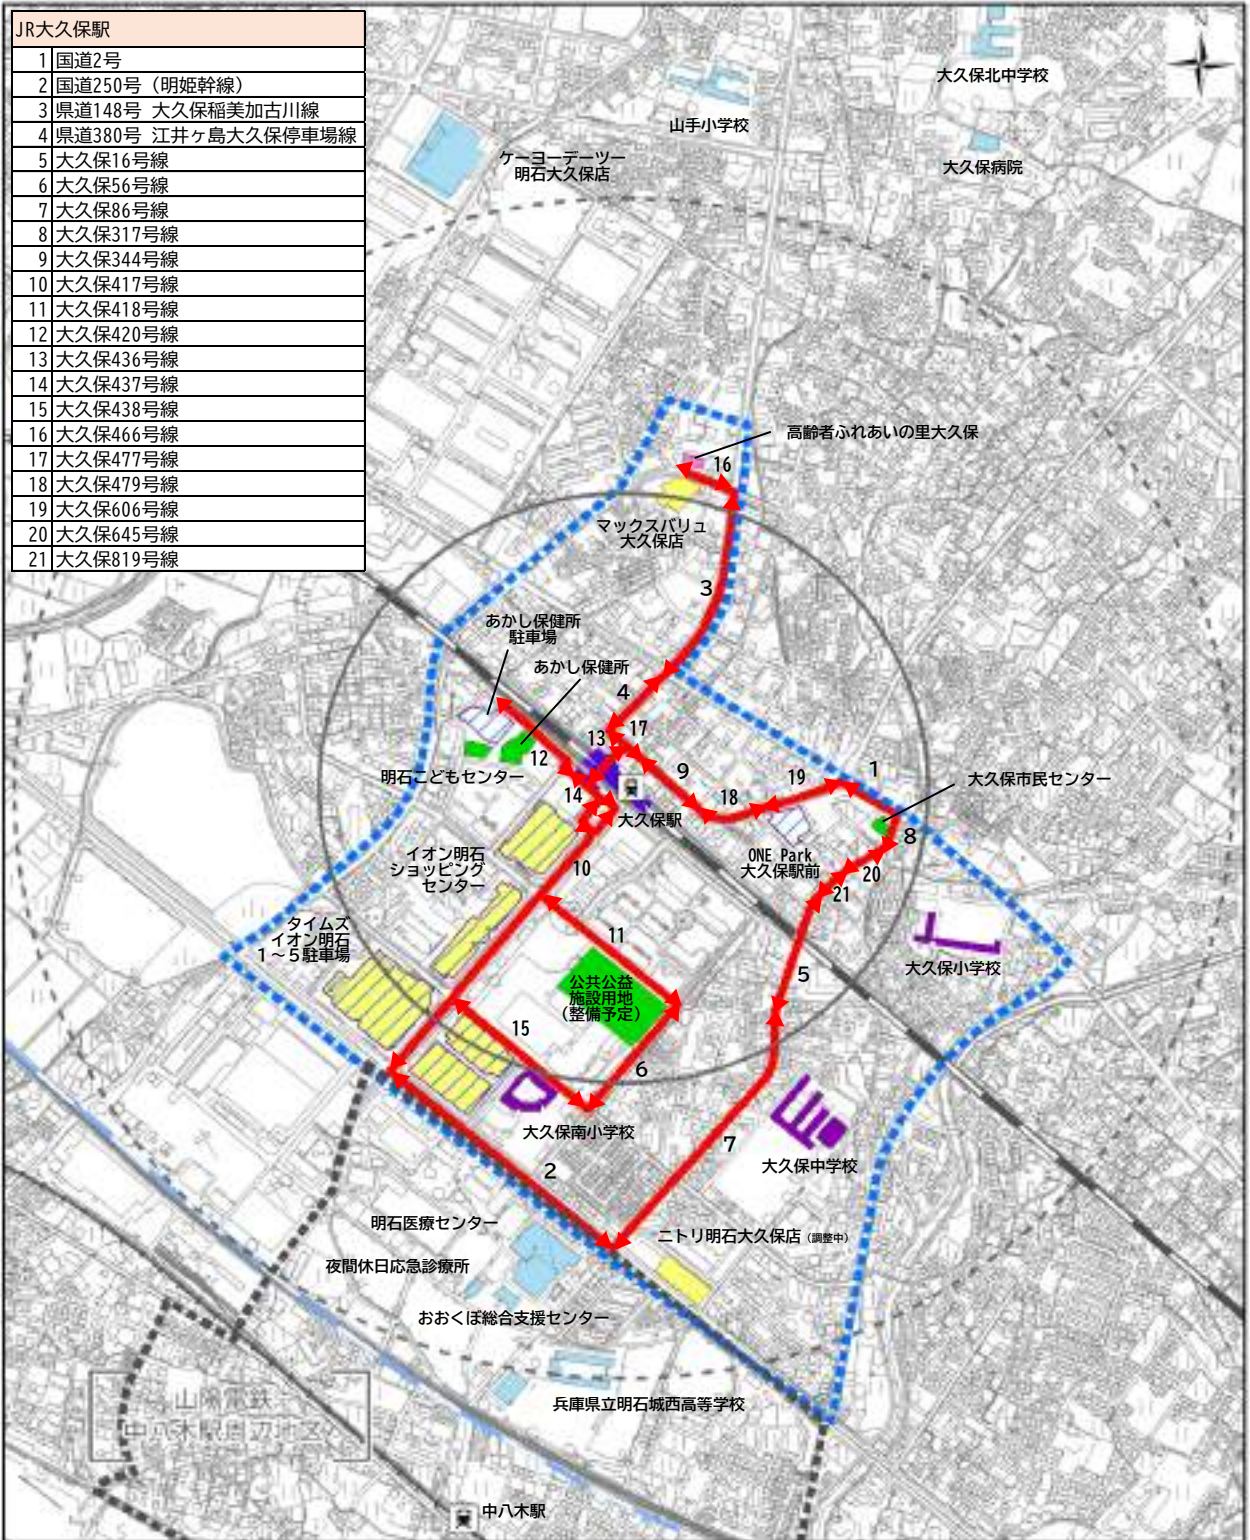 JR大久保駅
1 国道2号
2 国道250号（明姫幹線）
3 県道148号 大久保稲美加古川線
4 県道380号 江井ヶ島大久保停車場線
5 大久保16号線
6 大久保56号線
7 大久保86号線
8 大久保317号線
9 大久保344号線
10 大久保417号線
11 大久保418号線
12 大久保420号線
13 大久保436号線
14 大久保437号線
15 大久保438号線
16 大久保466号線
17 大久保477号線
18 大久保479号線
19 大久保606号線
20 大久保645号線
21 大久保819号線
大久保北中学校
山手小学校
ケーヨーデーツー
明石大久保店
大久保病院
高齢者ふれあいの里大久保
16
マックスバリュ
大久保店
3
あかし保健所
駐車場
あかし保健所
4
17
13
12
明石こどもセンター
9
19
1
大久保市民センター
14
18
大久保駅
8
イオン明石
ショッピング
センター
10
ONE Park
大久保駅前
20
21
タイムズ
イオン明石
1～5駐車場
11
大久保小学校
5
公共公益
施設用地
（整備予定）
15
6
大久保南小学校
7
大久保中学校
2
明石医療センター
ニトリ明石大久保店（調整中）
夜間休日応急診療所
おおくぼ総合支援センター
山陽電鉄
中八木駅周辺地区
兵庫県立明石城西高等学校
中八木駅